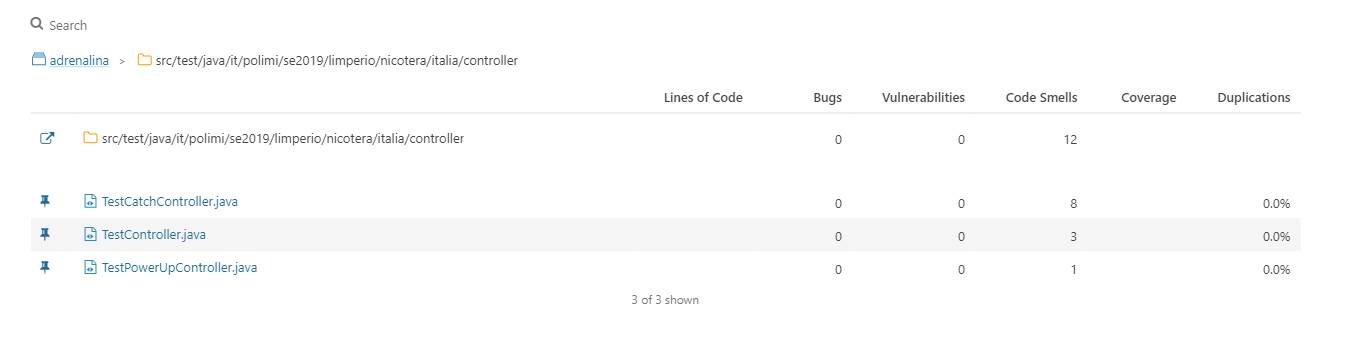 Search
adrenalina > src/test/java/it/polimi/se2019/limperio/nicotera/italia/controller
Lines of Code Bugs Vulnerabilities Code Smells Coverage Duplications
src/test/java/it/polimi/se2019/limperio/nicotera/italia/controller 0 0 12
TestCatchController.java 0 0 8 0.0%
TestController.java 0 0 3 0.0%
TestPowerUpController.java 0 0 1 0.0%
3 of 3 shown